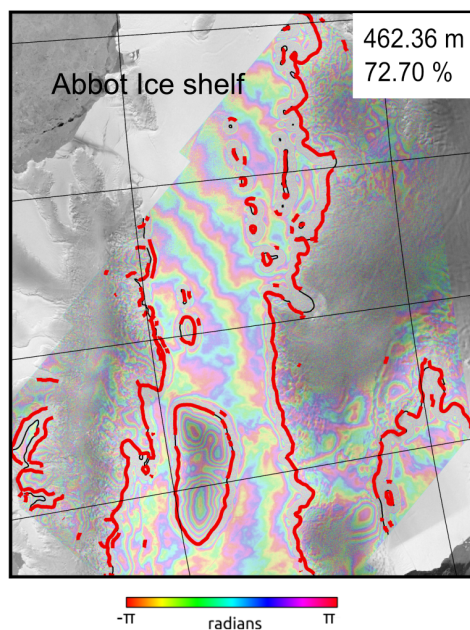 462.36 m
72.70 %
Abbot Ice shelf
-π π
radians